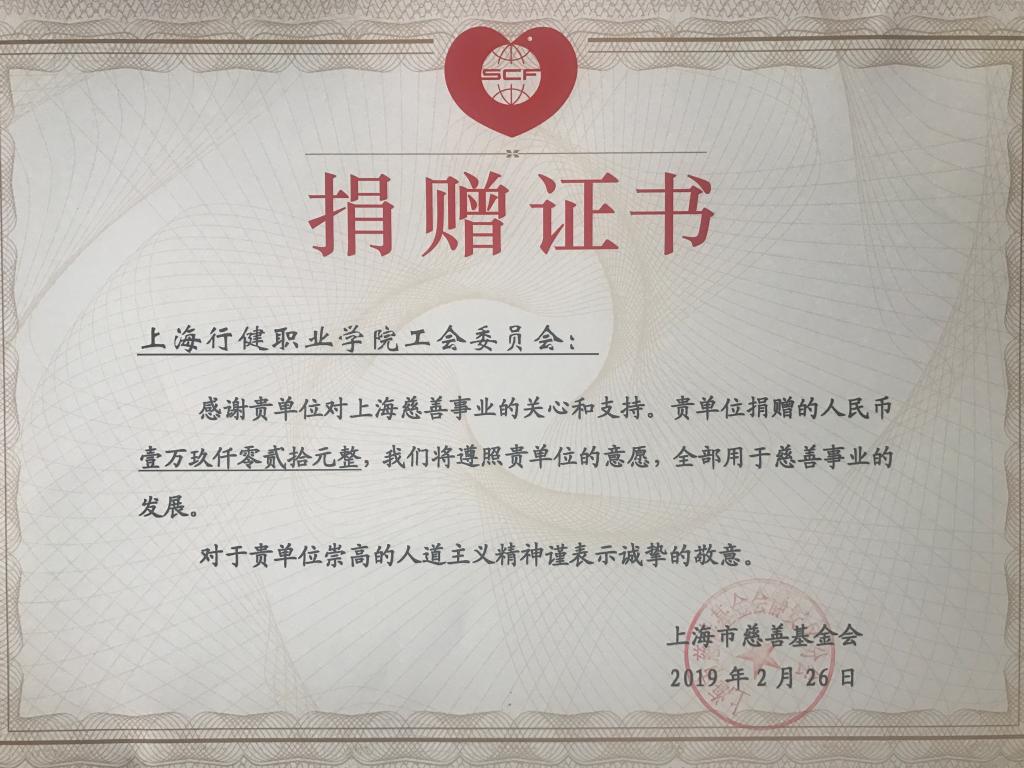 SCF
捐赠证书
上海行健职业学院工会委员会：
感谢贵单位对上海慈善事业的关心和支持。贵单位捐赠的人民币
壹万玖仟零贰拾元整，我们将遵照贵单位的意愿，全部用于慈善事业的
发展。
对于贵单位崇高的人道主义精神谨表示诚挚的敬意。
上海市慈善基金会
2019年2月26日